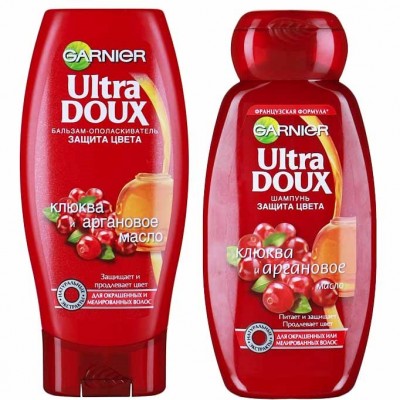 GARNIER
Ultra
DOUX
БАЛЬЗАМ-ОПОЛАСКИВАТЕЛЬ
ЗАЩИТА ЦВЕТА
клюква
и аргановое
масло
Защищает и
продлевает цвет
ДЛЯ ОКРАШЕННЫХ И
МЕЛИРОВАННЫХ ВОЛОС
ФРАНЦУЗСКАЯ ФОРМУЛА*
GARNIER
Ultra
DOUX
ШАМПУНЬ
ЗАЩИТА ЦВЕТА
клюква
и аргановое
масло
Питает и защищает
Продлевает цвет
ДЛЯ ОКРАШЕННЫХ ИЛИ
МЕЛИРОВАННЫХ ВОЛОС